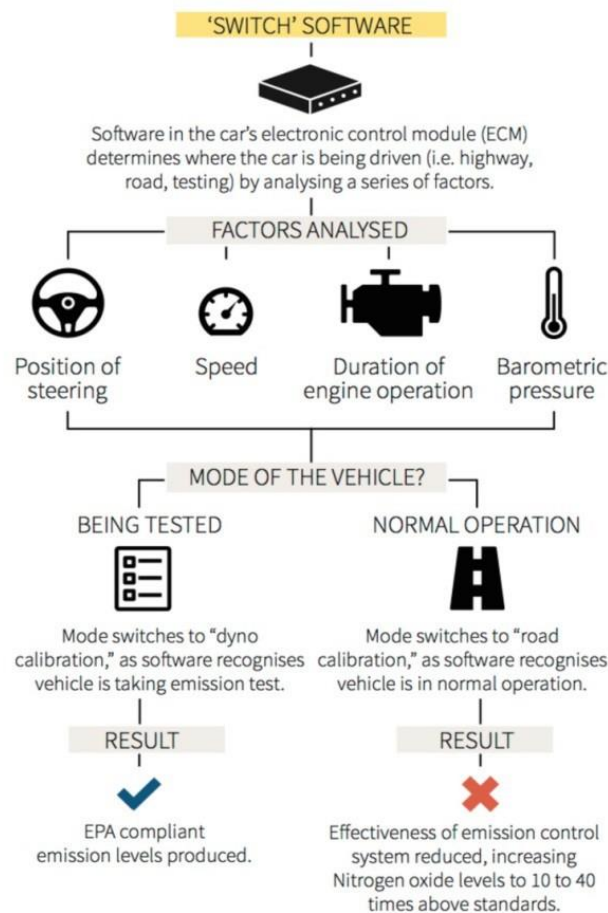 'SWITCH' SOFTWARE
Software in the car's electronic control module (ECM)
determines where the car is being driven (i.e. highway,
road, testing) by analysing a series of factors.
FACTORS ANALYSED
Position of
steering
Speed
Duration of
engine operation
Barometric
pressure
MODE OF THE VEHICLE?
BEING TESTED
Mode switches to “dyno
calibration,” as software recognises
vehicle is taking emission test.
RESULT
EPA compliant
emission levels produced.
NORMAL OPERATION
Mode switches to “road
calibration,” as software recognises
vehicle is in normal operation.
RESULT
Effectiveness of emission control
system reduced, increasing
Nitrogen oxide levels to 10 to 40
times above standards.